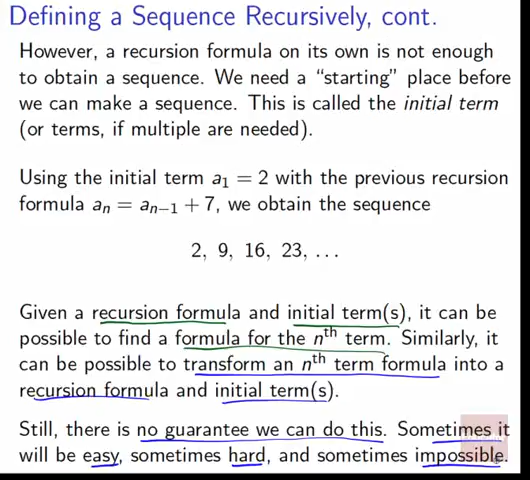 Defining a Sequence Recursively, cont.
However, a recursion formula on its own is not enough
to obtain a sequence. We need a "starting" place before
we can make a sequence. This is called the initial term
(or terms, if multiple are needed).
Using the initial term a₁ = 2 with the previous recursion
formula aₙ = aₙ₋₁ + 7, we obtain the sequence
2, 9, 16, 23, ...
Given a recursion formula and initial term(s), it can be
possible to find a formula for the nᵗʰ term. Similarly, it
can be possible to transform an nᵗʰ term formula into a
recursion formula and initial term(s).
Still, there is no guarantee we can do this. Sometimes it
will be easy, sometimes hard, and sometimes impossible.